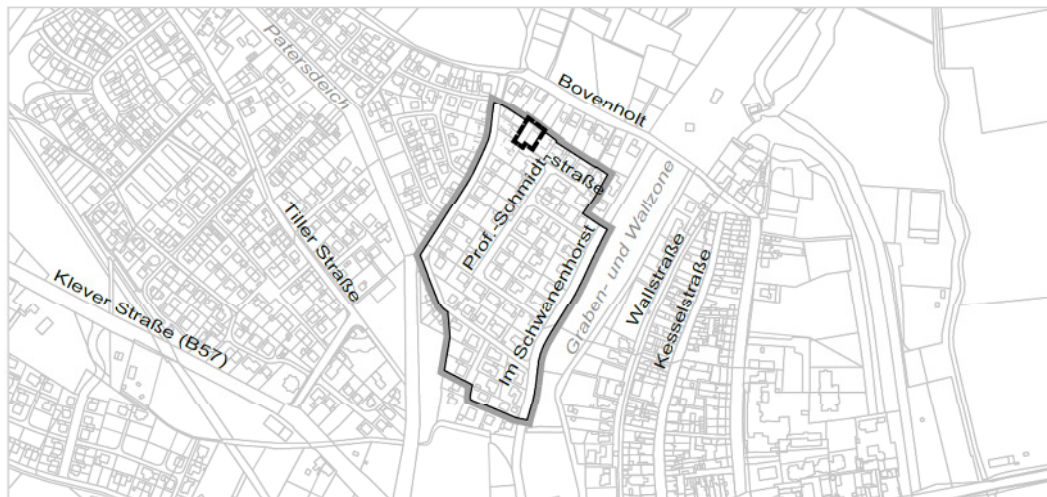 Patersdeich
Bovenholt
Prof.-Schmidt-straße
Tiller Straße
Klever Straße (B57)
Im Schwanenhorst
Graben- und Wallzone
Wallstraße
Kesselstraße